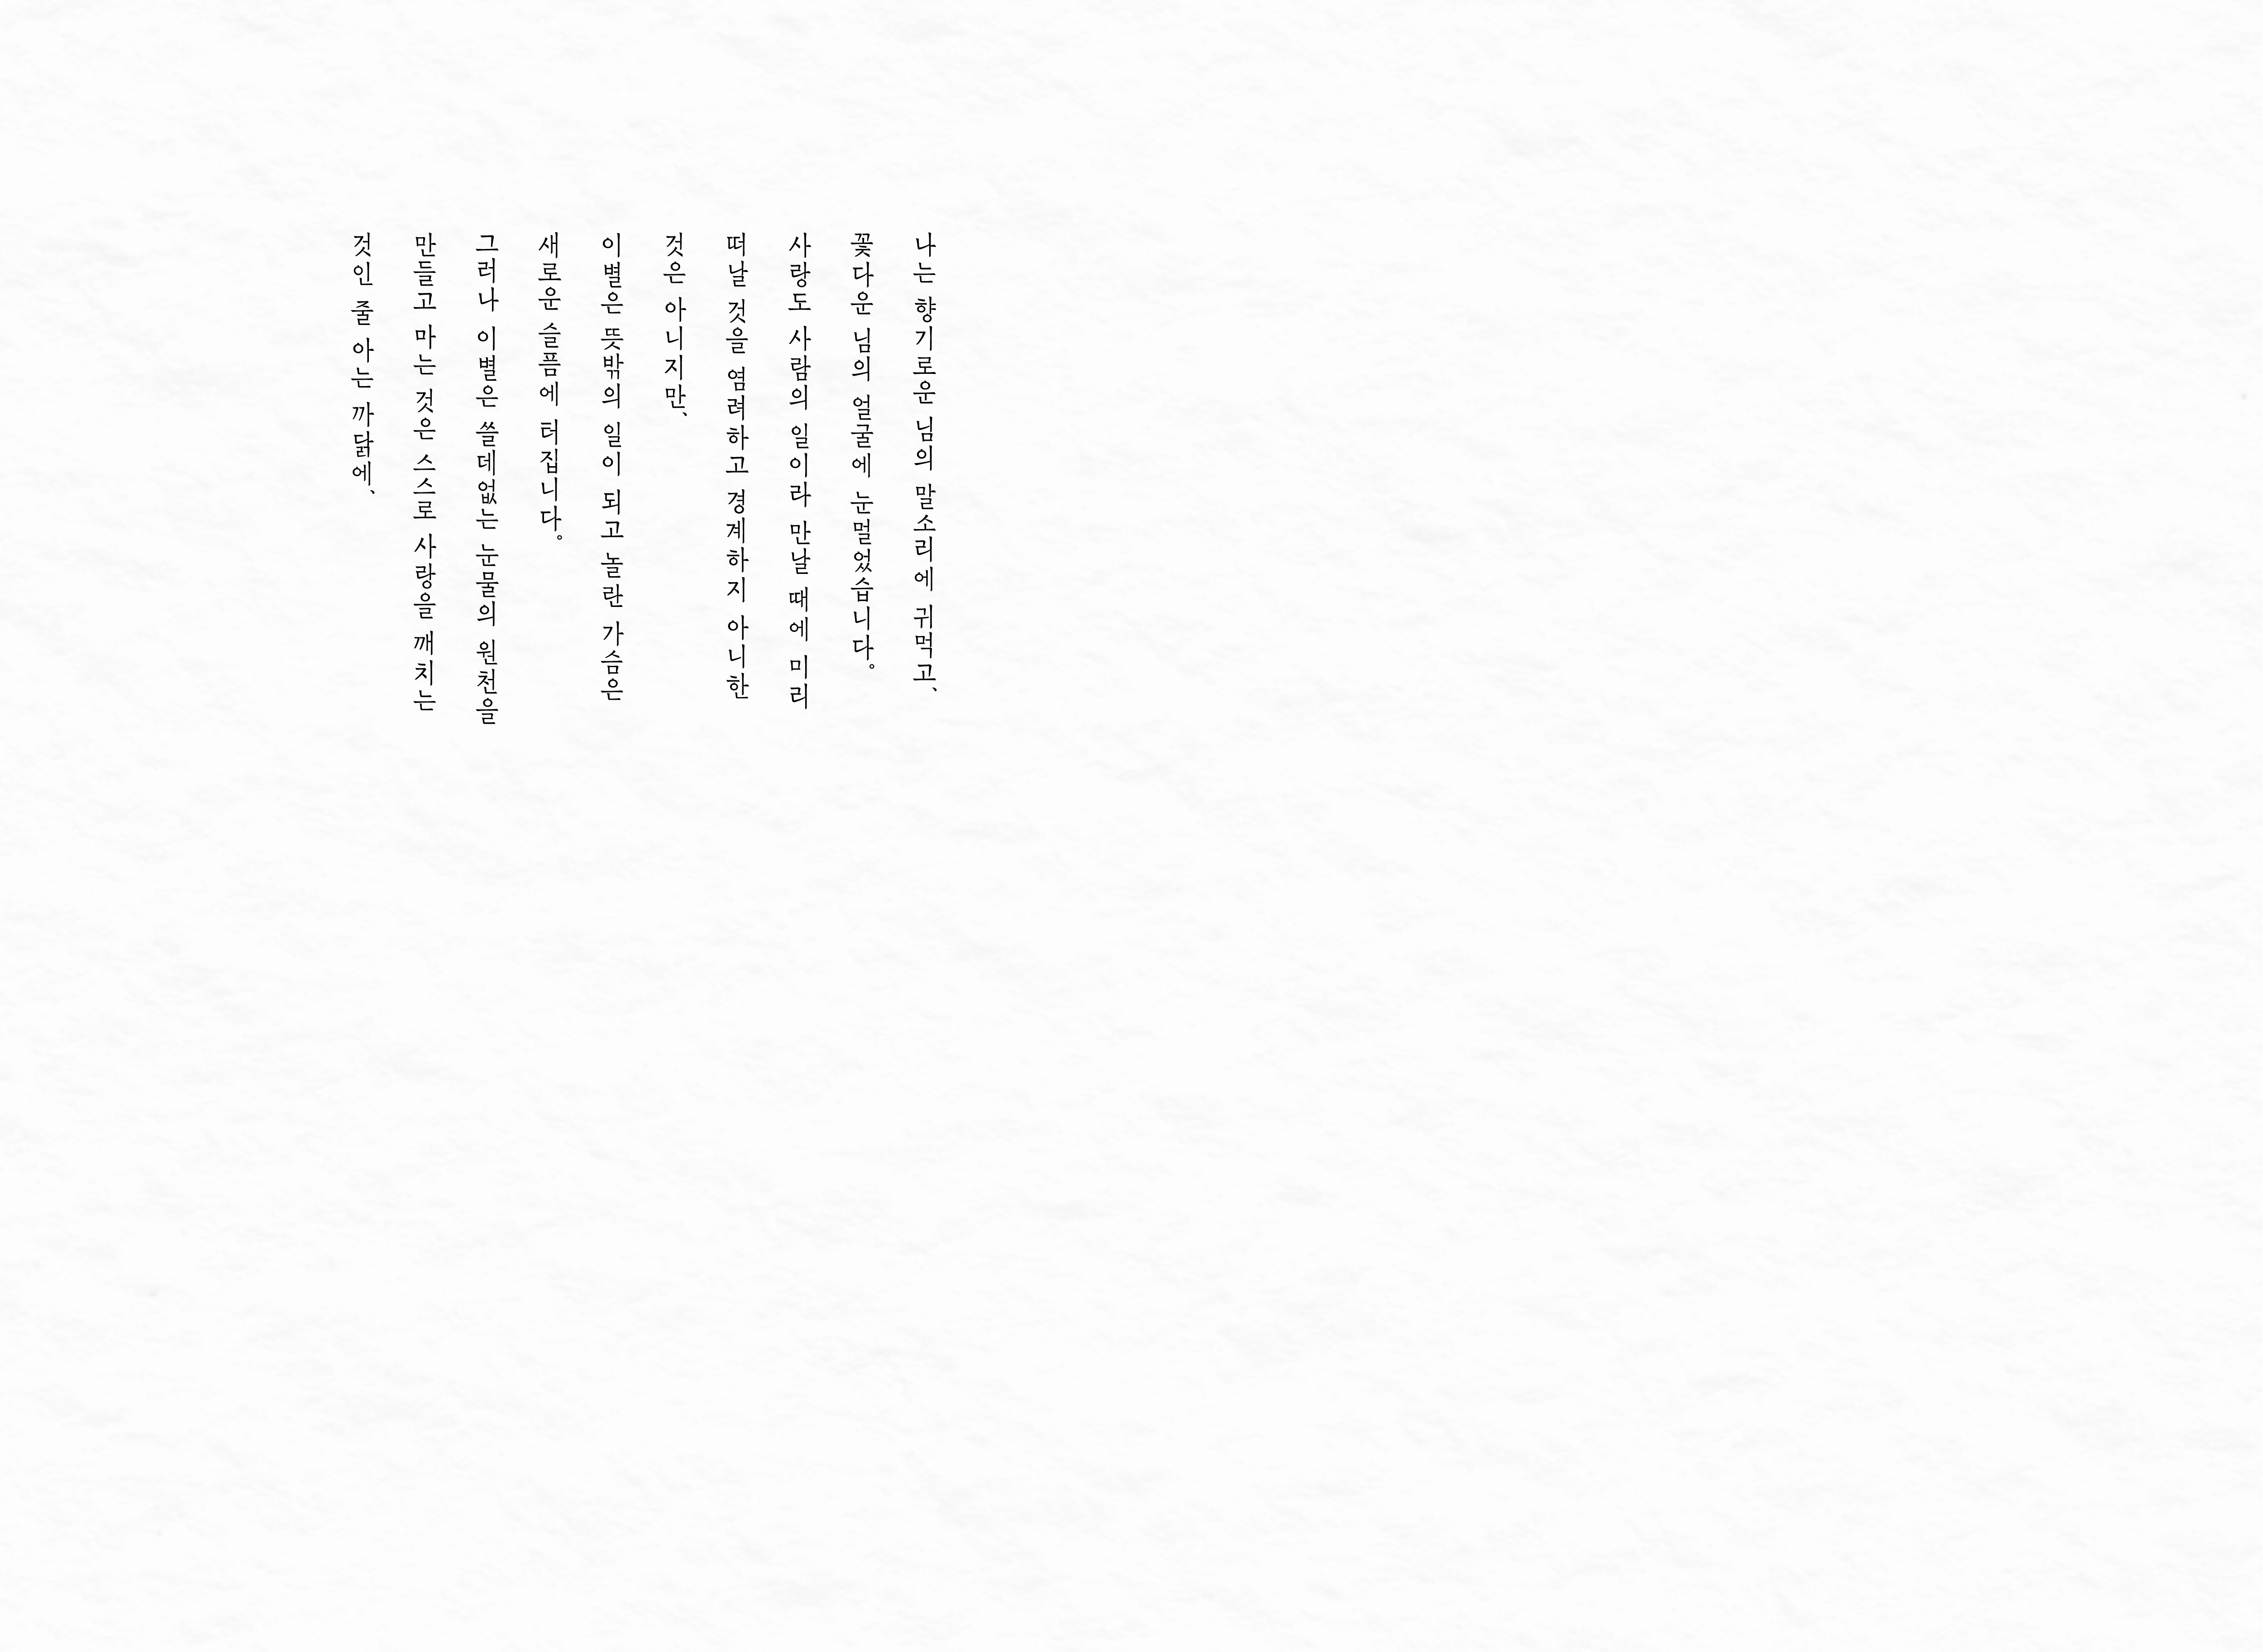 나는 향기로운 님의 말소리에 귀먹고、
꽃다운 님의 얼굴에 눈멀었습니다。
사랑도 사람의 일이라 만날 때에 미리
떠날 것을 염려하고 경계하지 아니한
것은 아니지만、
이별은 뜻밖의 일이 되고 놀란 가슴은
새로운 슬픔에 터집니다。
그러나 이별은 쓸데없는 눈물의 원천을
만들고 마는 것은 스스로 사랑을 깨치는
것인 줄 아는 까닭에、